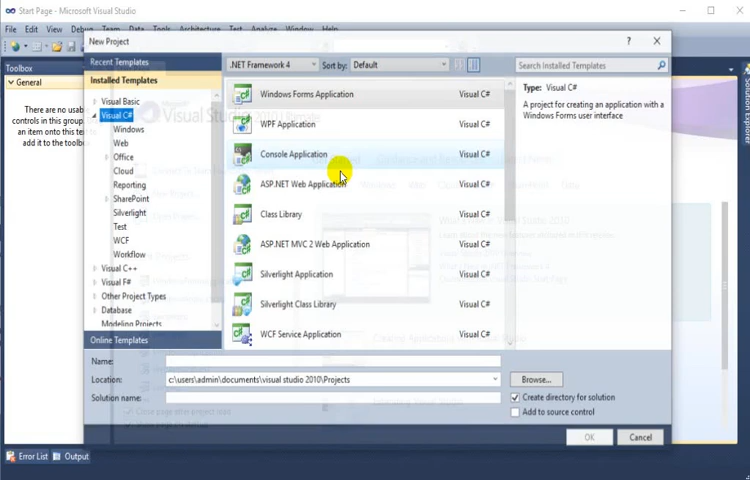 Start Page - Microsoft Visual Studio
File Edit View Debug Team Data Tools Architecture Test Analyze Window Help
Toolbox
General
There are no usable
controls in this group.
an item onto this text
add it to the toolbox
New Project
Recent Templates
.NET Framework 4
Sort by: Default
Search Installed Templates
Installed Templates
Visual Basic
Visual C#
Windows
Web
Office
Cloud
Reporting
SharePoint
Silverlight
Test
WCF
Workflow
Visual C++
Visual F#
Other Project Types
Database
Modeling Projects
Online Templates
Windows Forms Application Visual C#
WPF Application Visual C#
Console Application Visual C#
ASP.NET Web Application Visual C#
Class Library Visual C#
ASP.NET MVC 2 Web Application Visual C#
Silverlight Application Visual C#
Silverlight Class Library Visual C#
WCF Service Application Visual C#
Type: Visual C#
A project for creating an application with a
Windows Forms user interface
Name:
Location: c:\users\admin\documents\visual studio 2010\Projects
Browse...
Solution name:
Create directory for solution
Add to source control
OK Cancel
Solution Explorer
Error List Output